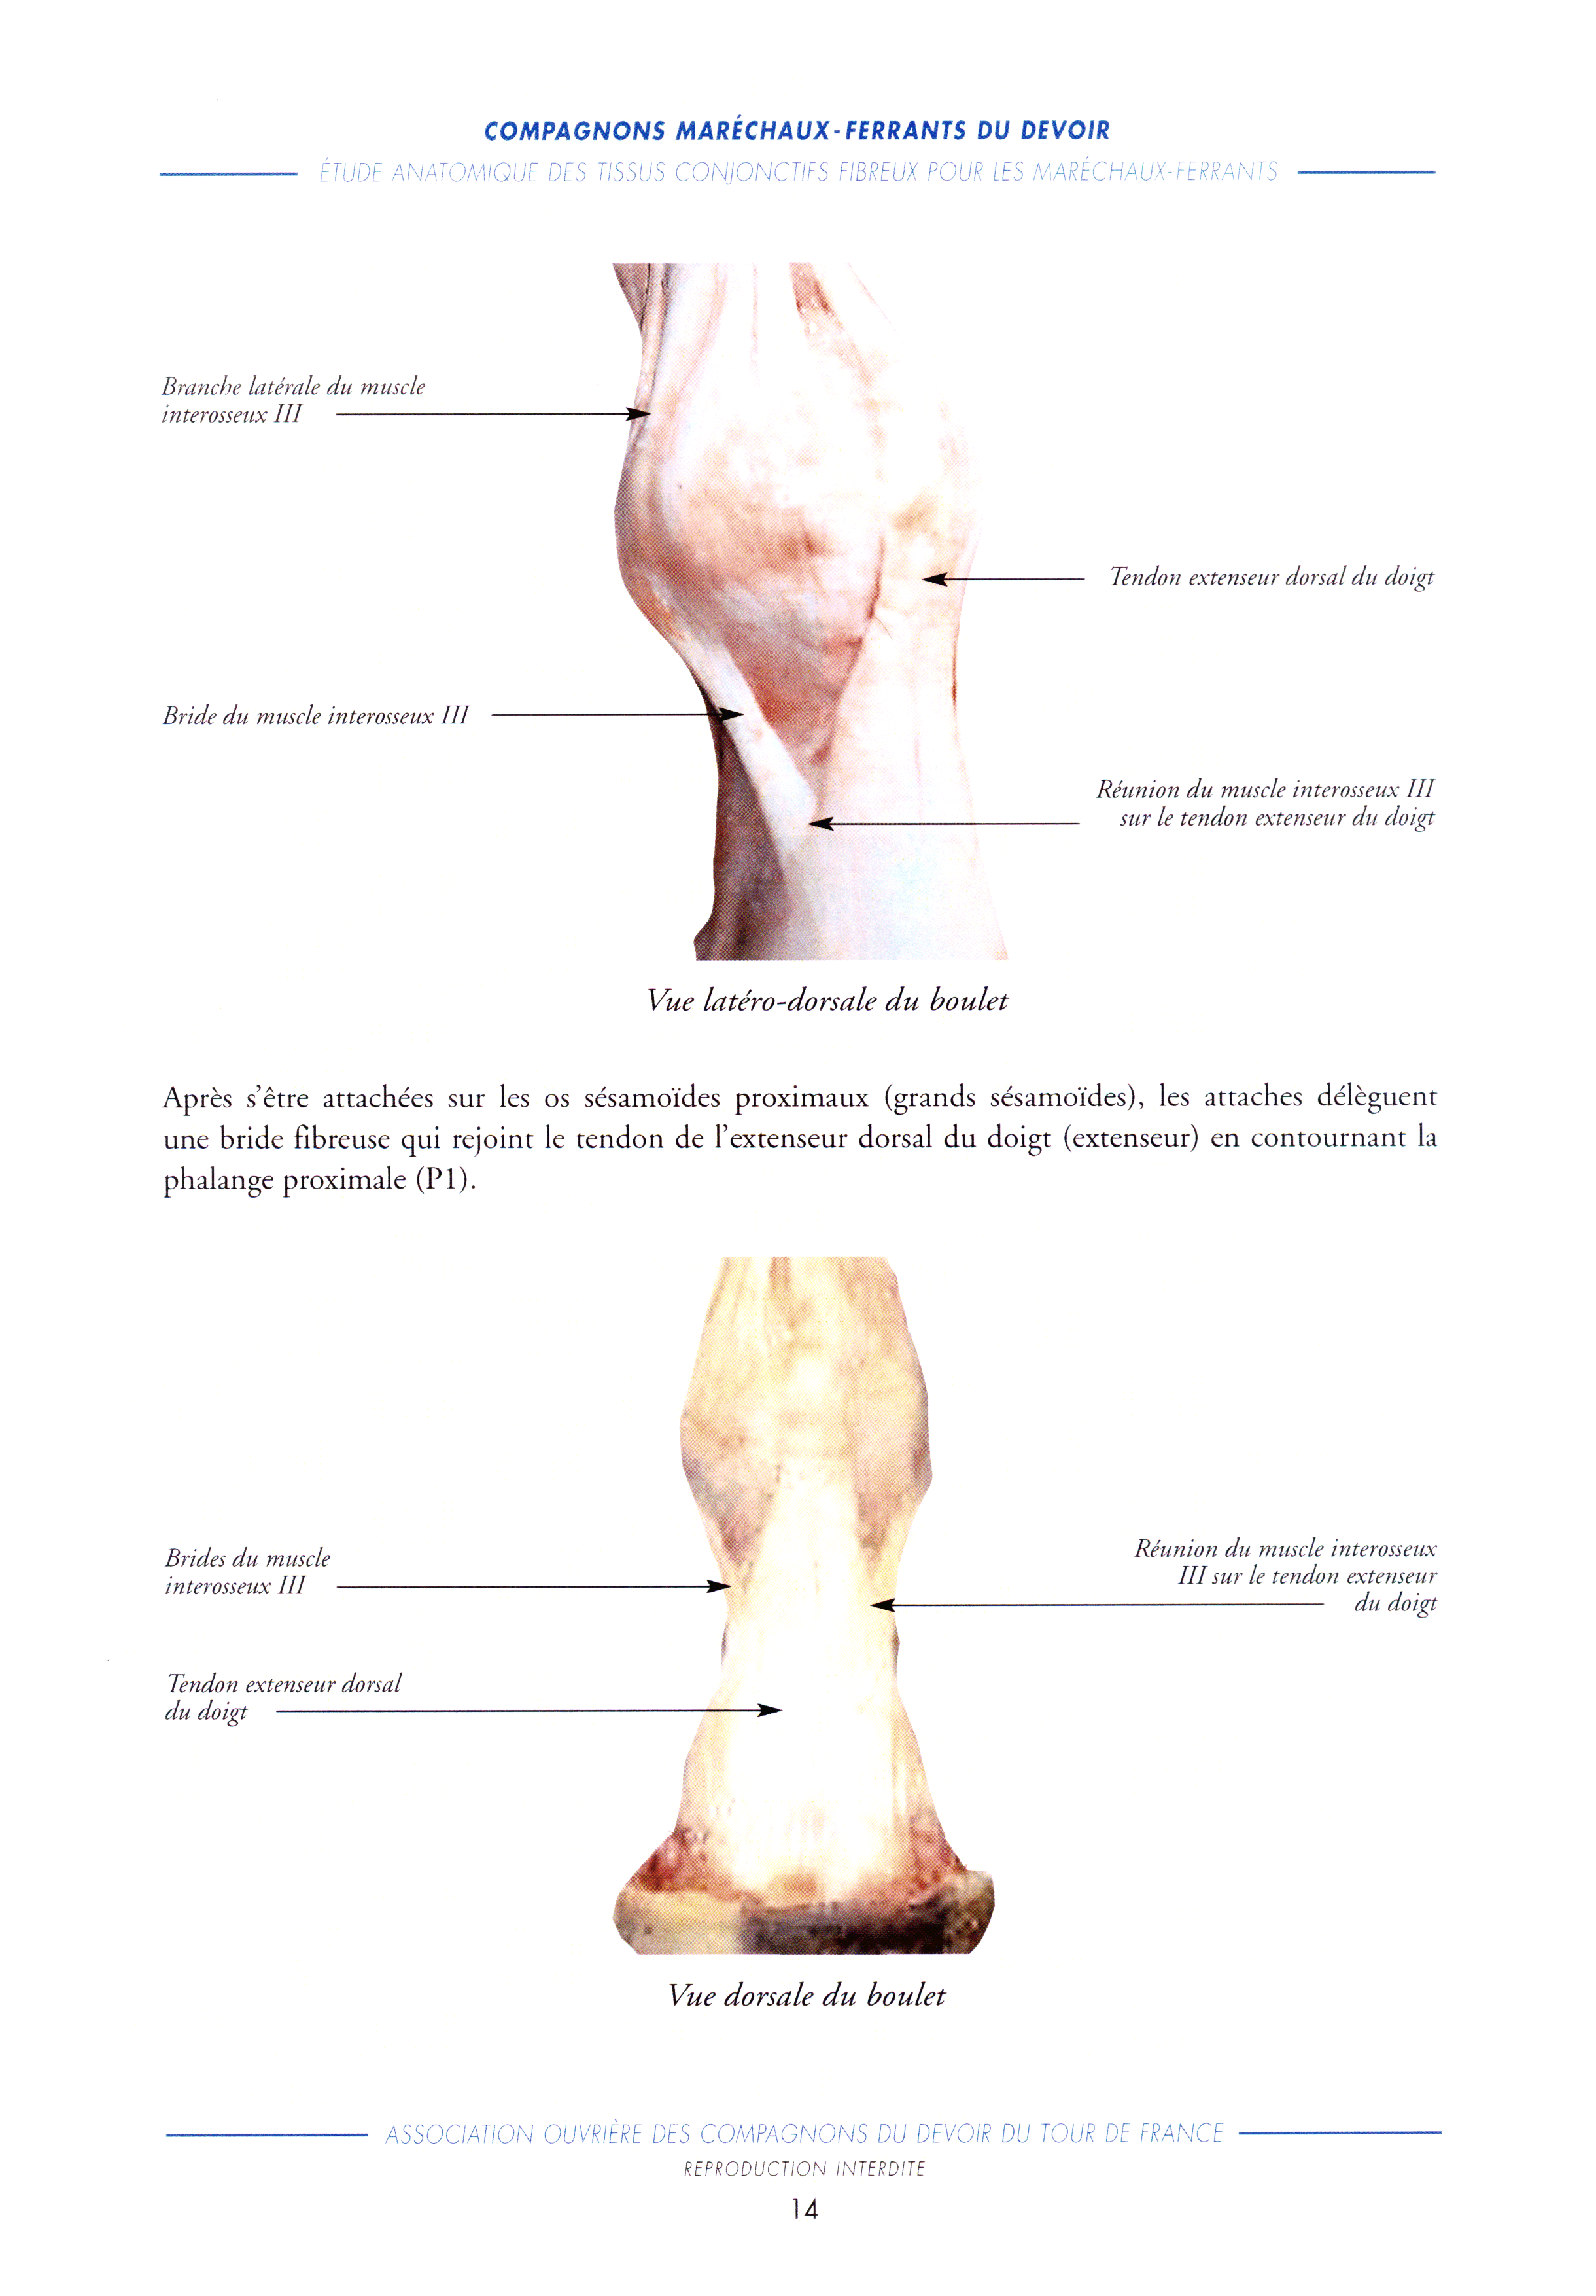 COMPAGNONS MARÉCHAUX-FERRANTS DU DEVOIR
ÉTUDE ANATOMIQUE DES TISSUS CONJONCTIFS FIBREUX POUR LES MARÉCHAUX-FERRANTS
Branche latérale du muscle
interosseux III
Tendon extenseur dorsal du doigt
Bride du muscle interosseux III
Réunion du muscle interosseux III
sur le tendon extenseur du doigt
Vue latéro-dorsale du boulet
Après s'être attachées sur les os sésamoïdes proximaux (grands sésamoïdes), les attaches délèguent
une bride fibreuse qui rejoint le tendon de l'extenseur dorsal du doigt (extenseur) en contournant la
phalange proximale (P1).
Brides du muscle
interosseux III
Réunion du muscle interosseux
III sur le tendon extenseur
du doigt
Tendon extenseur dorsal
du doigt
Vue dorsale du boulet
ASSOCIATION OUVRIÈRE DES COMPAGNONS DU DEVOIR DU TOUR DE FRANCE
REPRODUCTION INTERDITE
14